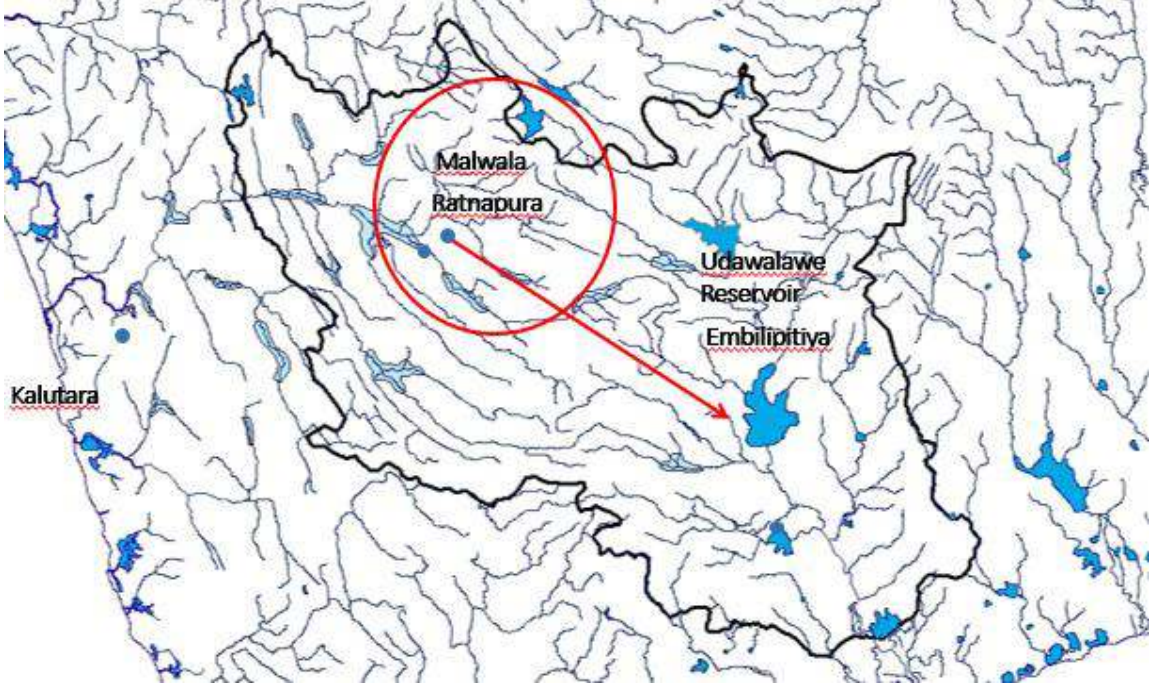 Malwala
Ratnapura
Udawalawe
Reservoir
Embilipitiya
Kalutara